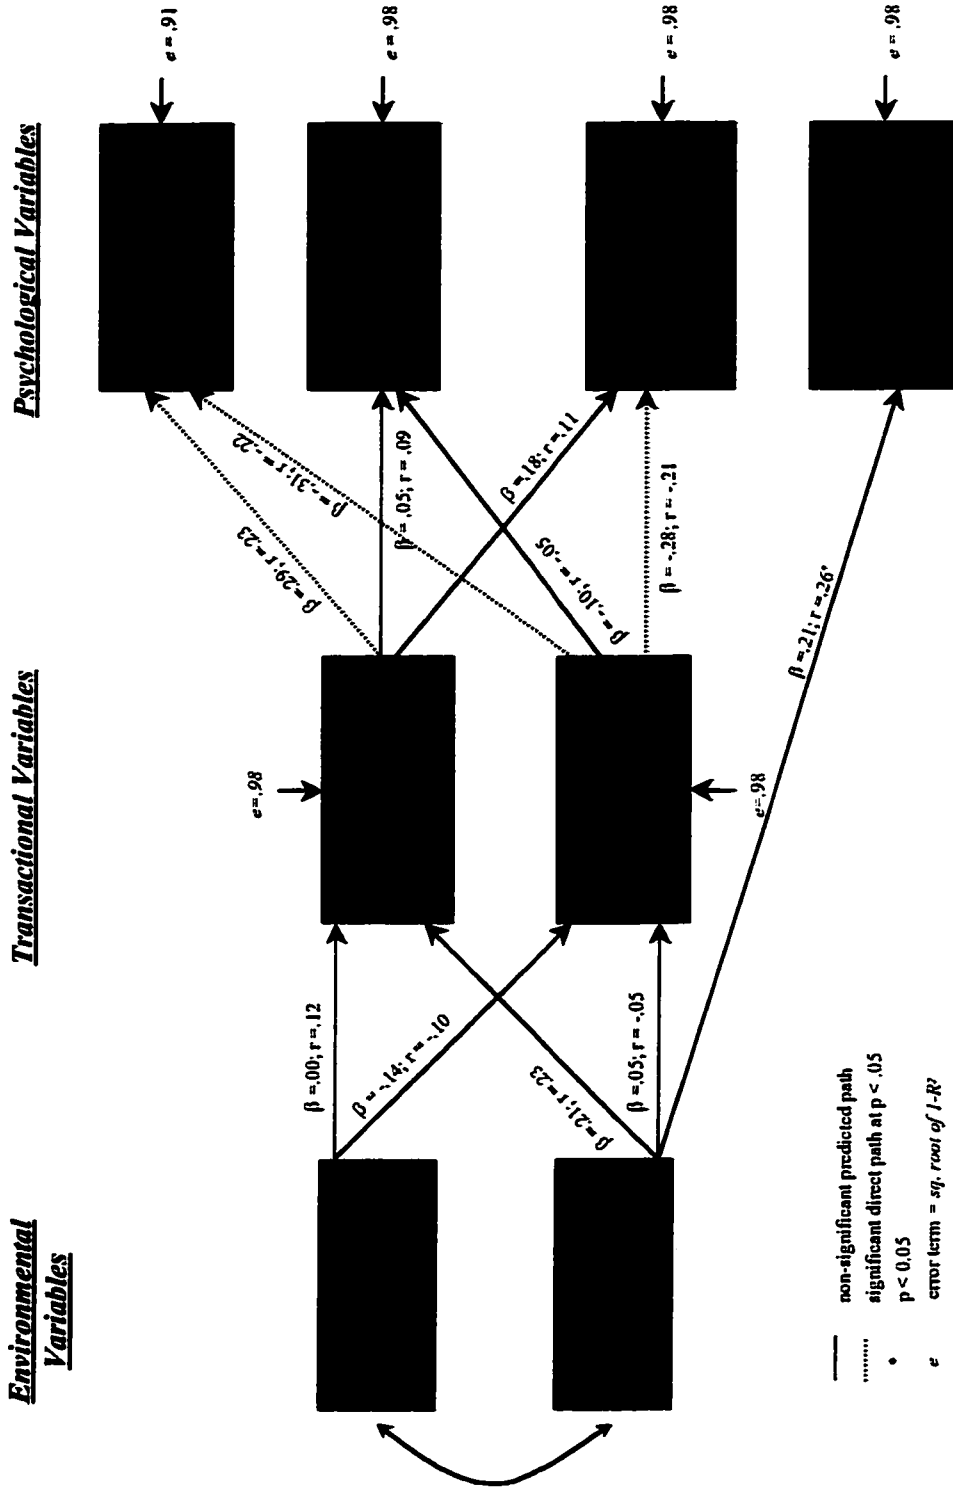 Environmental
Variables
Transactional Variables
Psychological Variables
e = .91
e = .98
e = .98
e = .98
e=.98
e=.98
β =.29; r=.23
β = -.31; r = -.22
β = .05; r = .09
β =.18; r=.11
β = -.10; r = -.05
β = -.28; r = -.21
β =.21; r =.26*
β =.00; r =.12
β = -.14; r = -.10
β =.21; r =.23
β =.05; r = -.05
non-significant predicted path
significant direct path at p < .05
* p < 0.05
e error term = sq. root of 1-R²